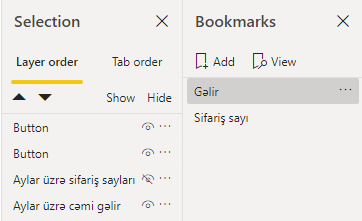 Selection
Layer order
Tab order
Show
Hide
Button
Button
Aylar üzrə sifariş sayları
Aylar üzrə cəmi gəlir
Bookmarks
Add
View
Gəlir
Sifariş sayı